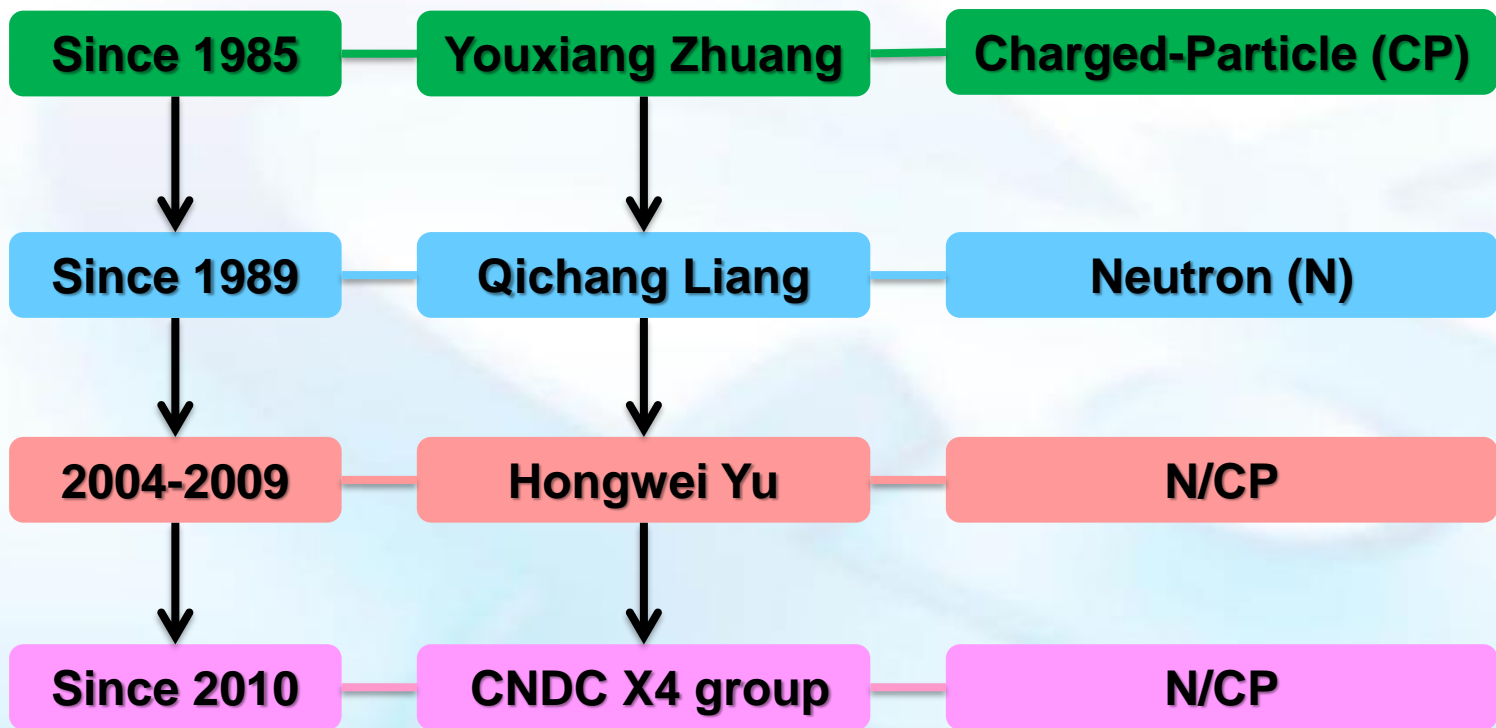 Since 1985
Youxiang Zhuang
Charged-Particle (CP)
Since 1989
Qichang Liang
Neutron (N)
2004-2009
Hongwei Yu
N/CP
Since 2010
CNDC X4 group
N/CP